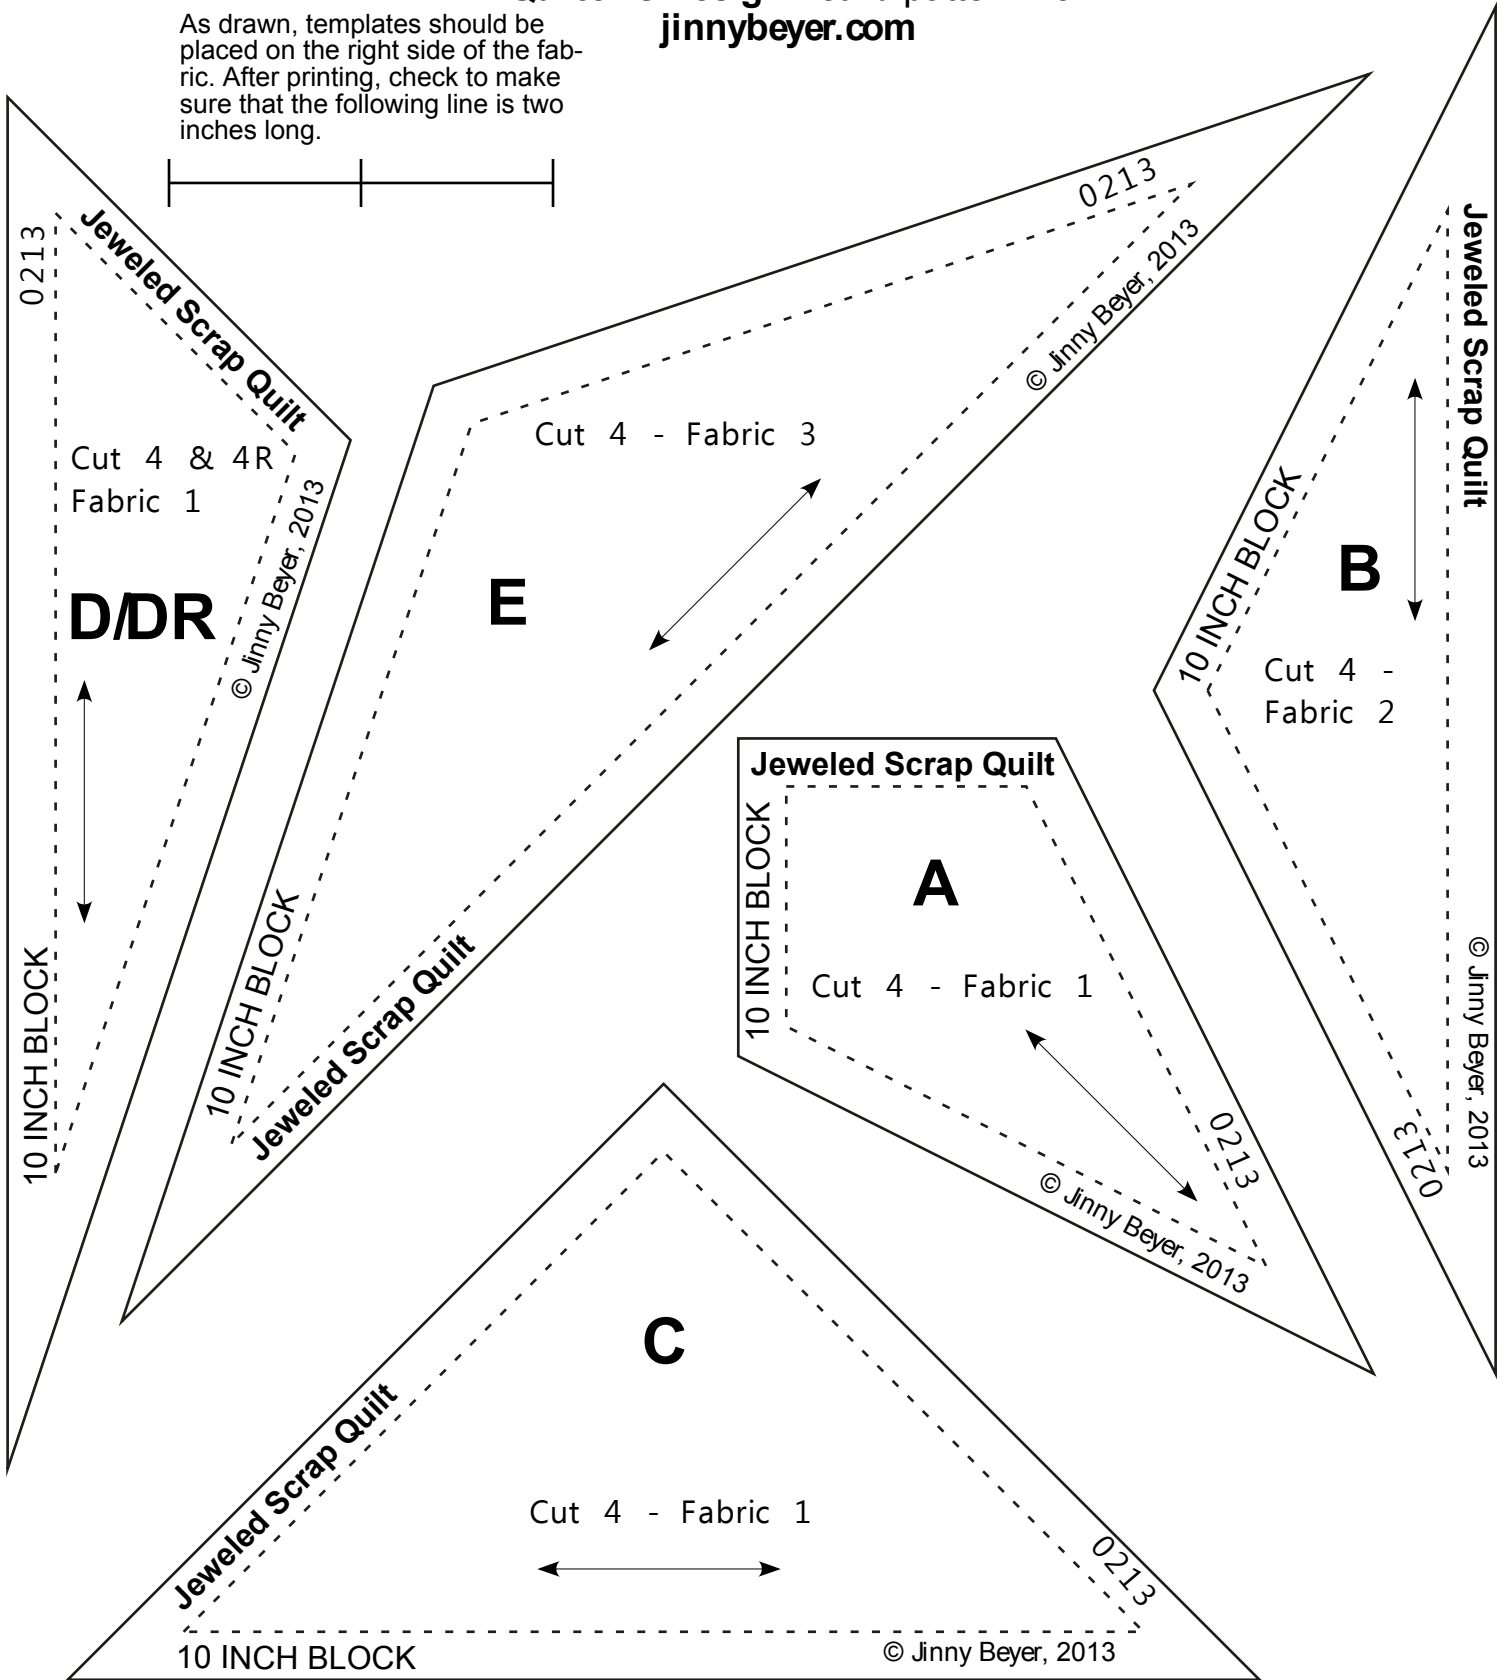 As drawn, templates should be
placed on the right side of the fab-
ric. After printing, check to make
sure that the following line is two
inches long.
jinnybeyer.com
0213
Jeweled Scrap Quilt
Cut 4 & 4R
Fabric 1
© Jinny Beyer, 2013
D/DR
10 INCH BLOCK
0213
© Jinny Beyer, 2013
Cut 4 - Fabric 3
E
10 INCH BLOCK
Jeweled Scrap Quilt
Jeweled Scrap Quilt
10 INCH BLOCK
B
Cut 4 -
Fabric 2
© Jinny Beyer, 2013
0213
Jeweled Scrap Quilt
10 INCH BLOCK
A
Cut 4 - Fabric 1
0213
© Jinny Beyer, 2013
C
Jeweled Scrap Quilt
Cut 4 - Fabric 1
0213
10 INCH BLOCK
© Jinny Beyer, 2013